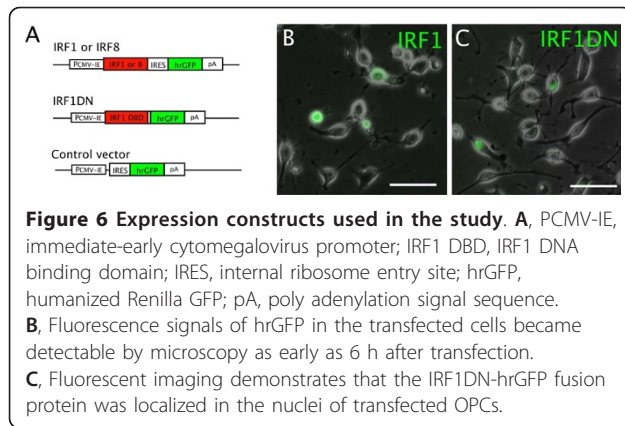 A
IRF1 or IRF8
PCMV-IE IRF1 or 8 IRES hrGFP pA
IRF1DN
PCMV-IE IRF1 DBD hrGFP pA
Control vector
PCMV-IE IRES hrGFP pA
B IRF1
C IRF1DN
Figure 6 Expression constructs used in the study. A, PCMV-IE,
immediate-early cytomegalovirus promoter; IRF1 DBD, IRF1 DNA
binding domain; IRES, internal ribosome entry site; hrGFP,
humanized Renilla GFP; pA, poly adenylation signal sequence.
B, Fluorescence signals of hrGFP in the transfected cells became
detectable by microscopy as early as 6 h after transfection.
C, Fluorescent imaging demonstrates that the IRF1DN-hrGFP fusion
protein was localized in the nuclei of transfected OPCs.